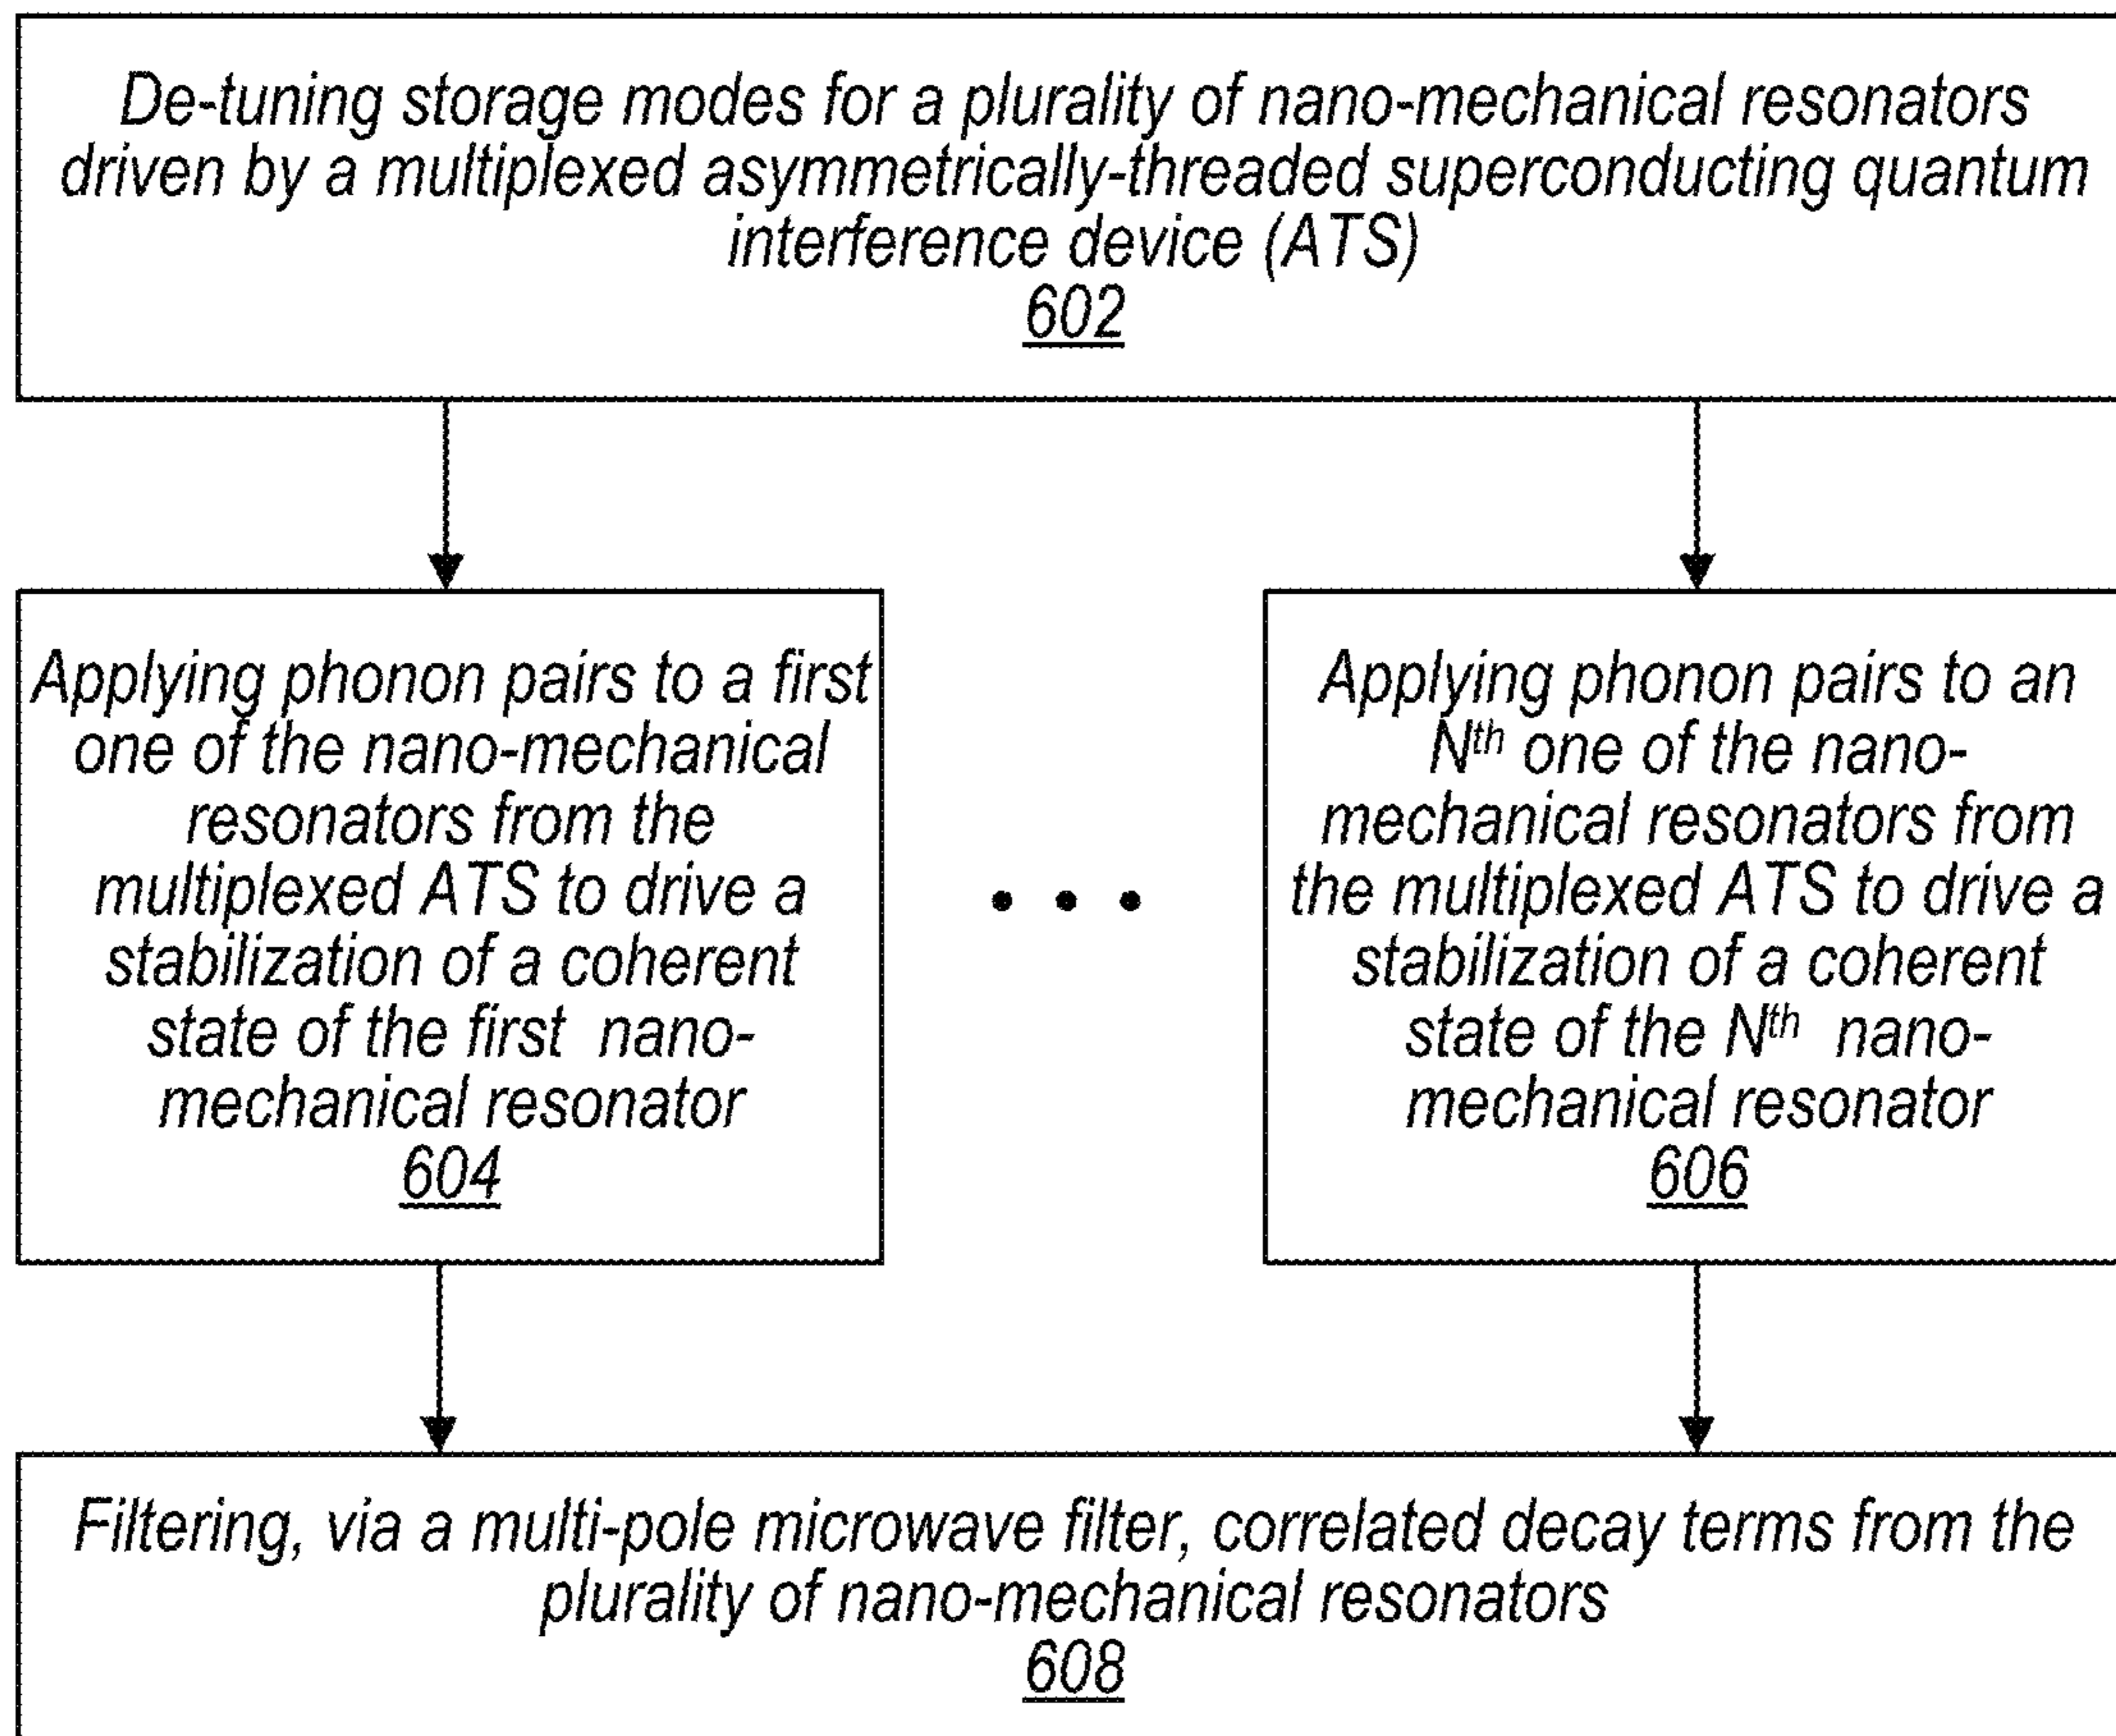 De-tuning storage modes for a plurality of nano-mechanical resonators
driven by a multiplexed asymmetrically-threaded superconducting quantum
interference device (ATS)
602
Applying phonon pairs to a first
one of the nano-mechanical
resonators from the
multiplexed ATS to drive a
stabilization of a coherent
state of the first nano-
mechanical resonator
604
• • •
Applying phonon pairs to an
Nth one of the nano-
mechanical resonators from
the multiplexed ATS to drive a
stabilization of a coherent
state of the Nth nano-
mechanical resonator
606
Filtering, via a multi-pole microwave filter, correlated decay terms from the
plurality of nano-mechanical resonators
608